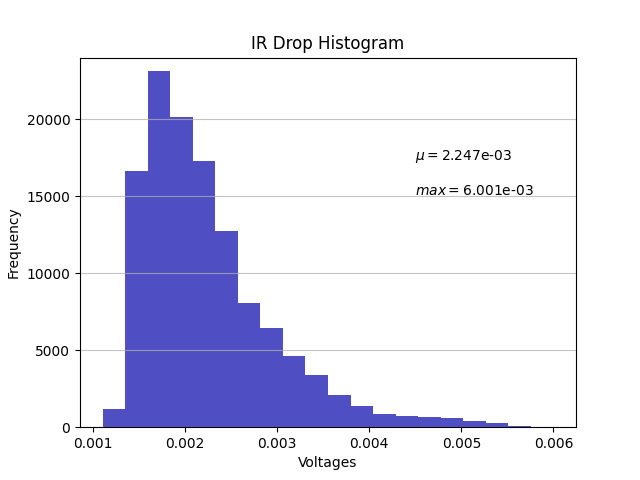 IR Drop Histogram
Frequency
20000
15000
10000
5000
0
μ = 2.247e-03
max = 6.001e-03
0.001 0.002 0.003 0.004 0.005 0.006
Voltages